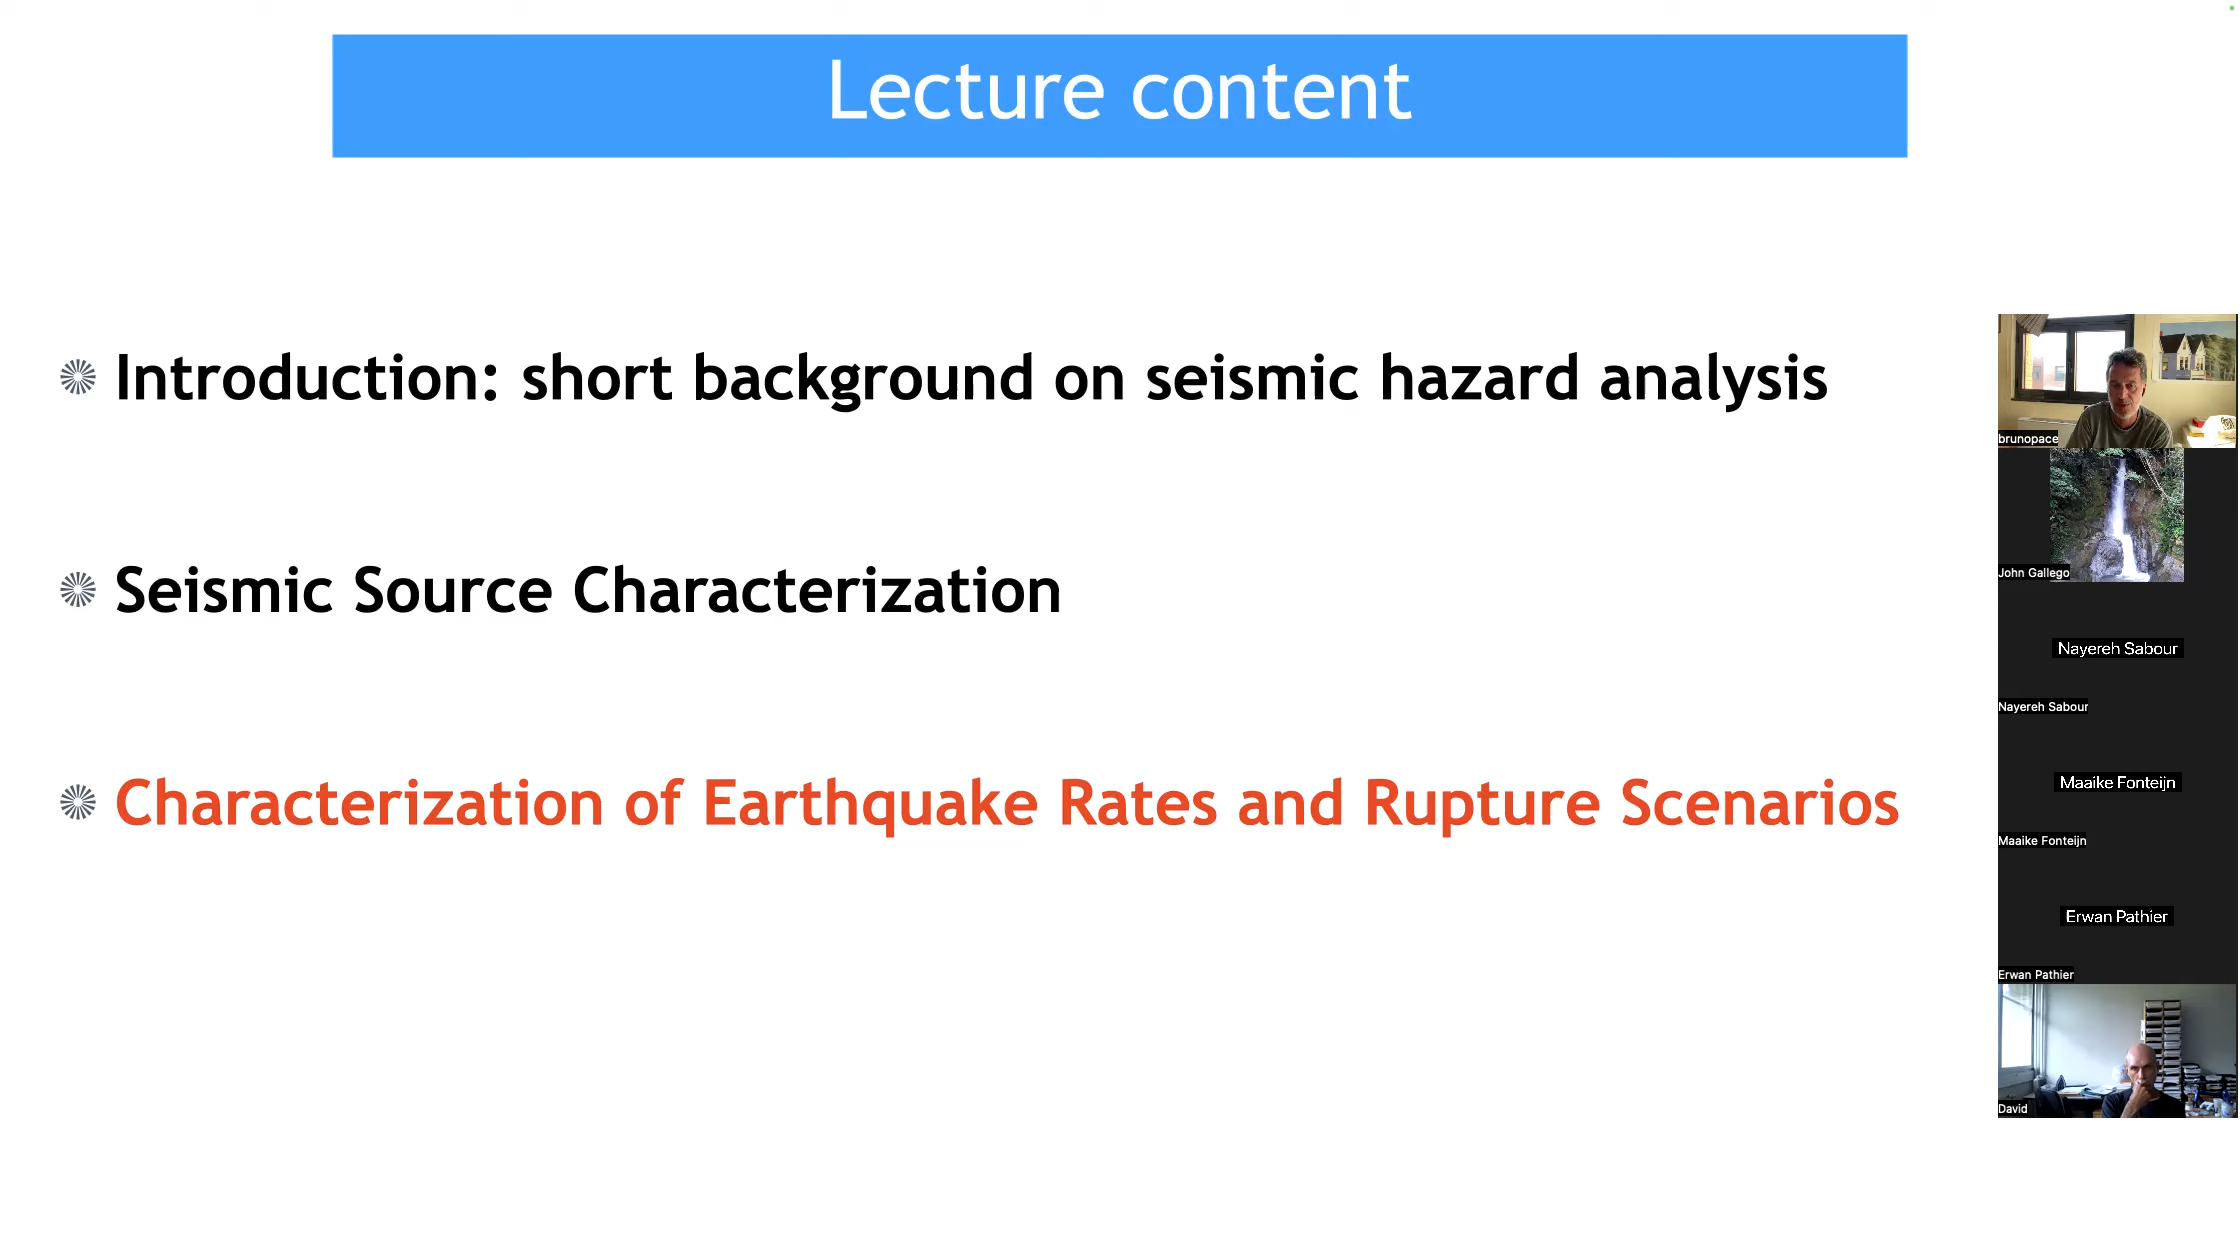 Lecture content
Introduction: short background on seismic hazard analysis
Seismic Source Characterization
Characterization of Earthquake Rates and Rupture Scenarios
brunopace
John Gallego
Nayereh Sabour
Nayereh Sabour
Maaike Fonteijn
Maaike Fonteijn
Erwan Pathier
Erwan Pathier
David